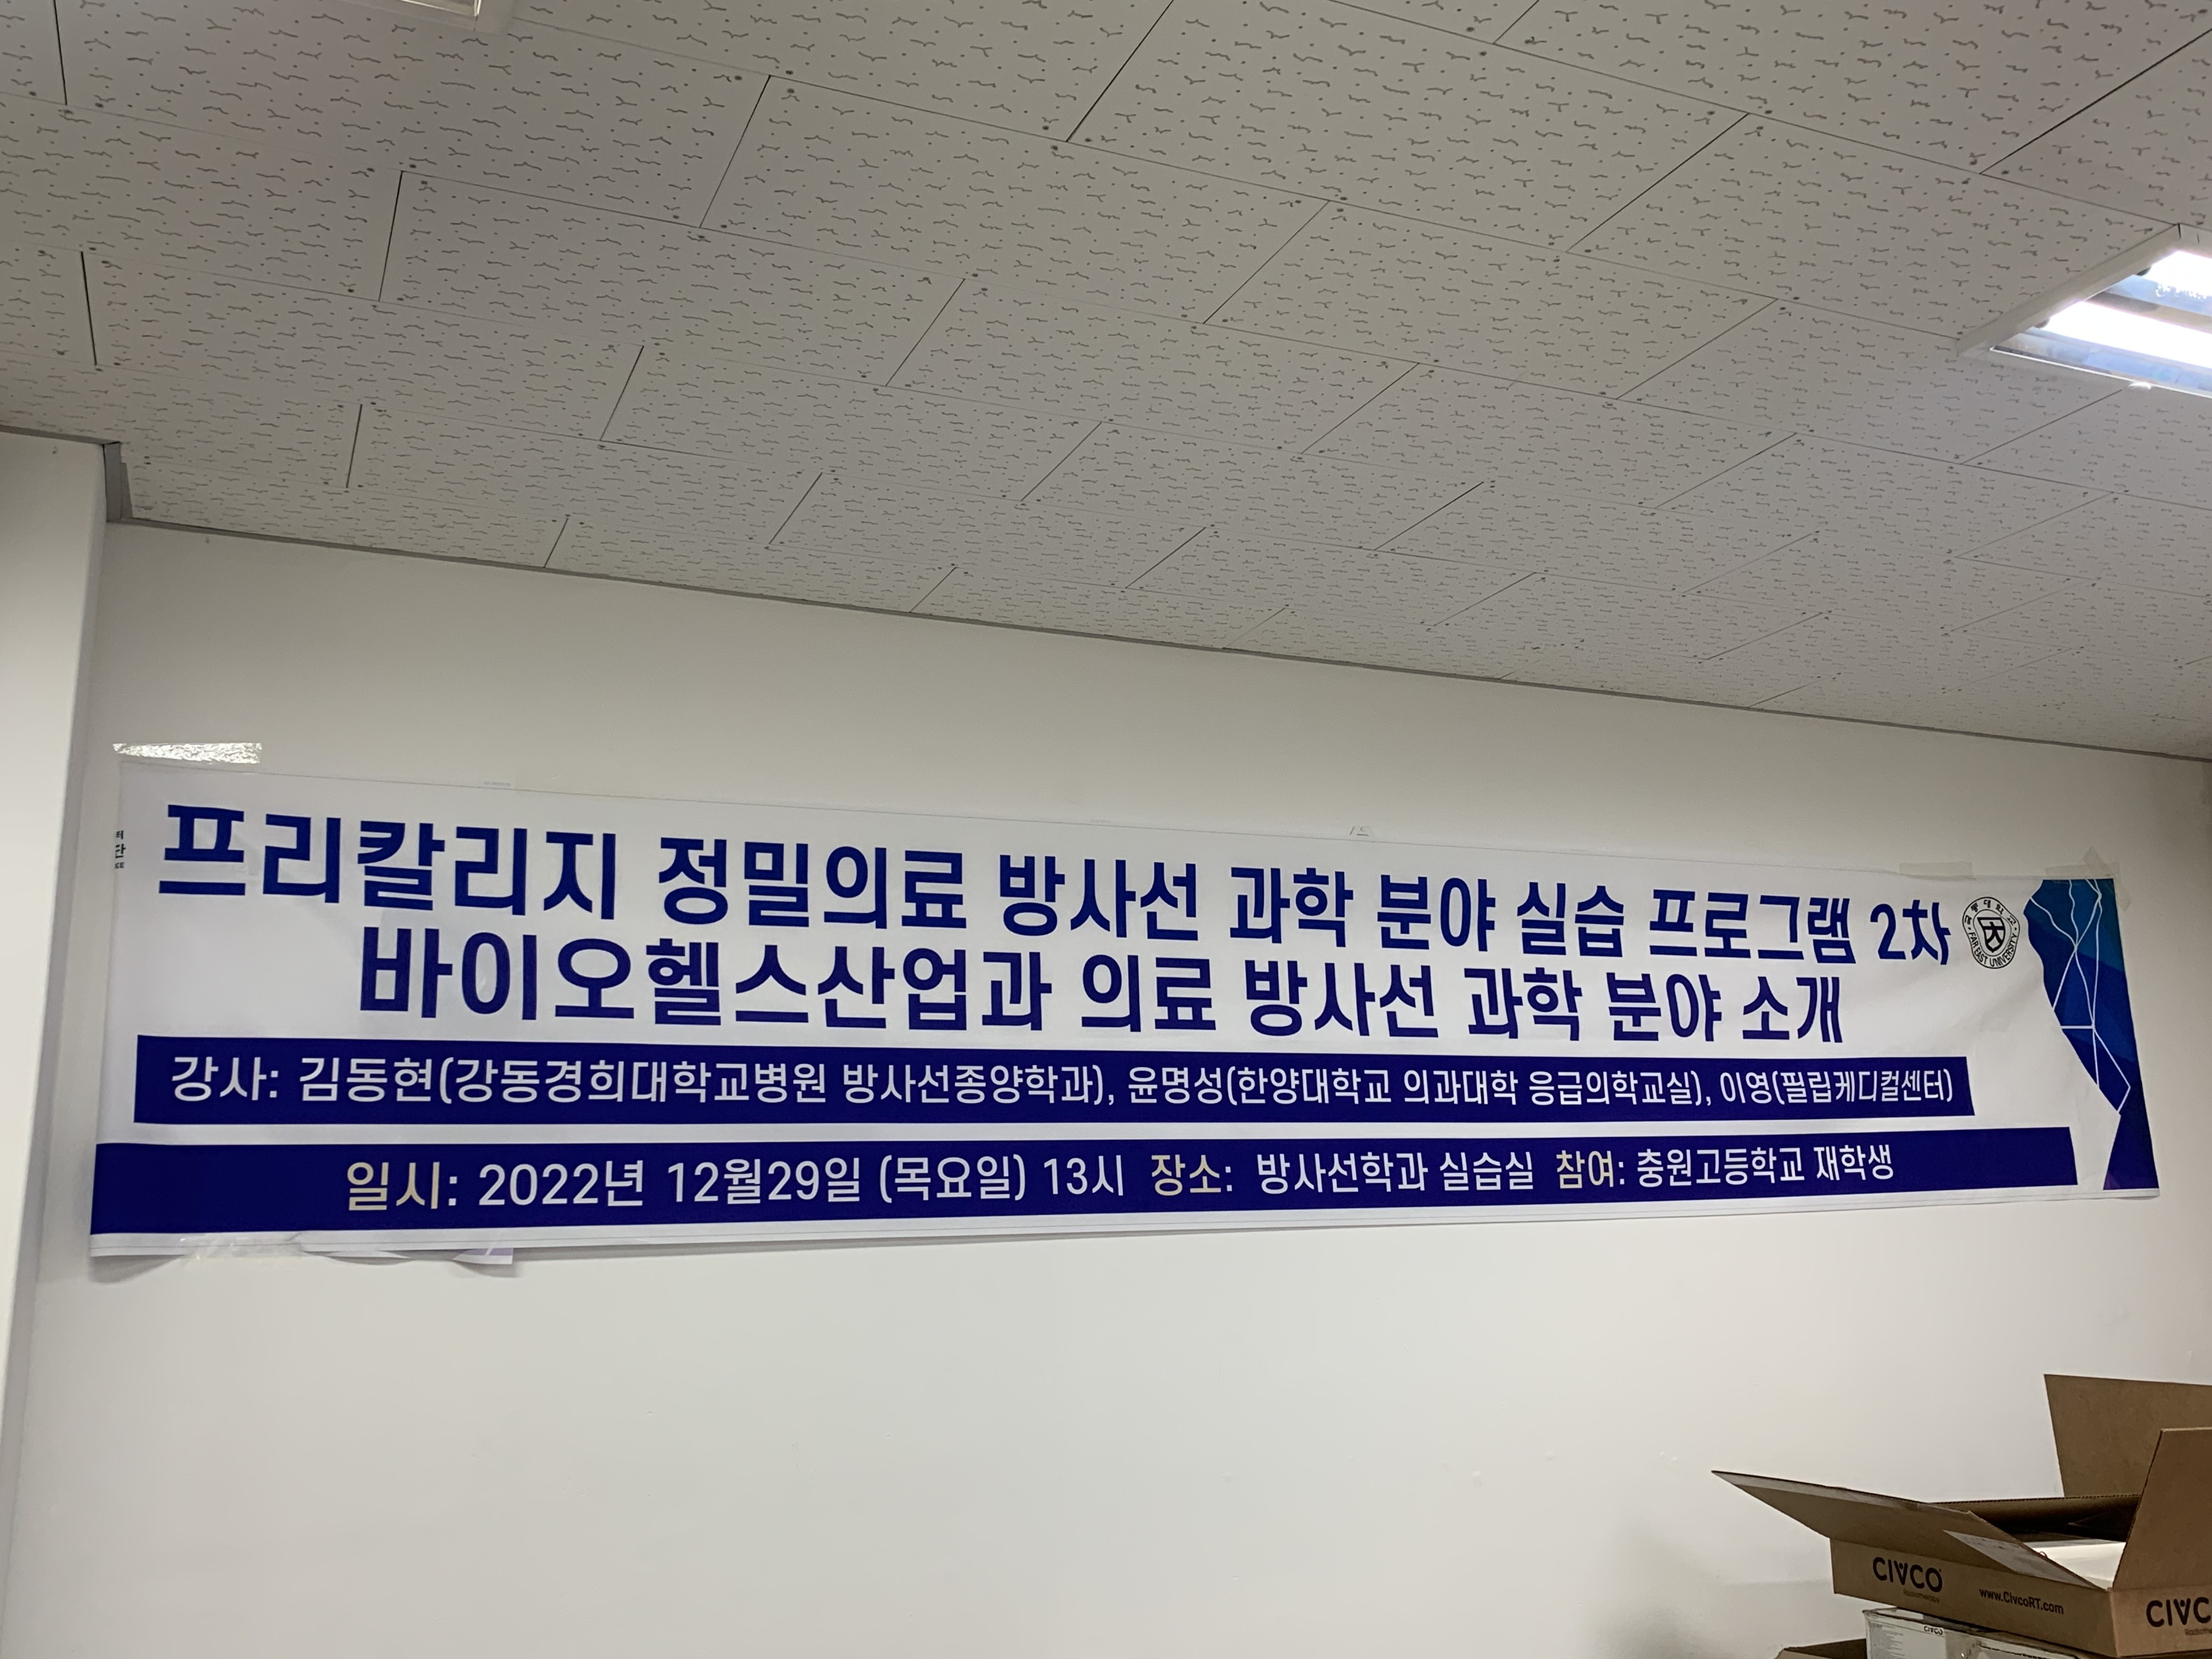 프리칼리지 정밀의료 방사선 과학 분야 실습 프로그램 2차
극동대학교
FAR EAST UNIVERSITY
바이오헬스산업과 의료 방사선 과학 분야 소개
강사: 김동현(강동경희대학교병원 방사선종양학과), 윤명성(한양대학교 의과대학 응급의학교실), 이영(필립케디컬센터)
일시: 2022년 12월29일 (목요일) 13시 장소: 방사선학과 실습실 참여: 충원고등학교 재학생
CIVCO
Radiotherapy
www.CivcoRT.com
CIVC
CIVCO